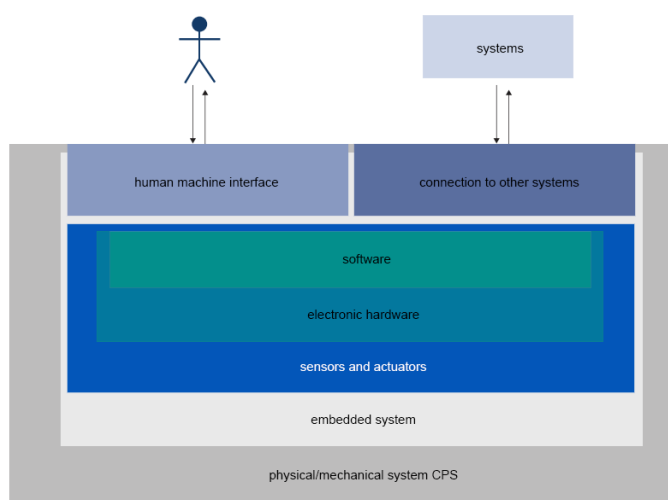 systems
human machine interface
connection to other systems
software
electronic hardware
sensors and actuators
embedded system
physical/mechanical system CPS